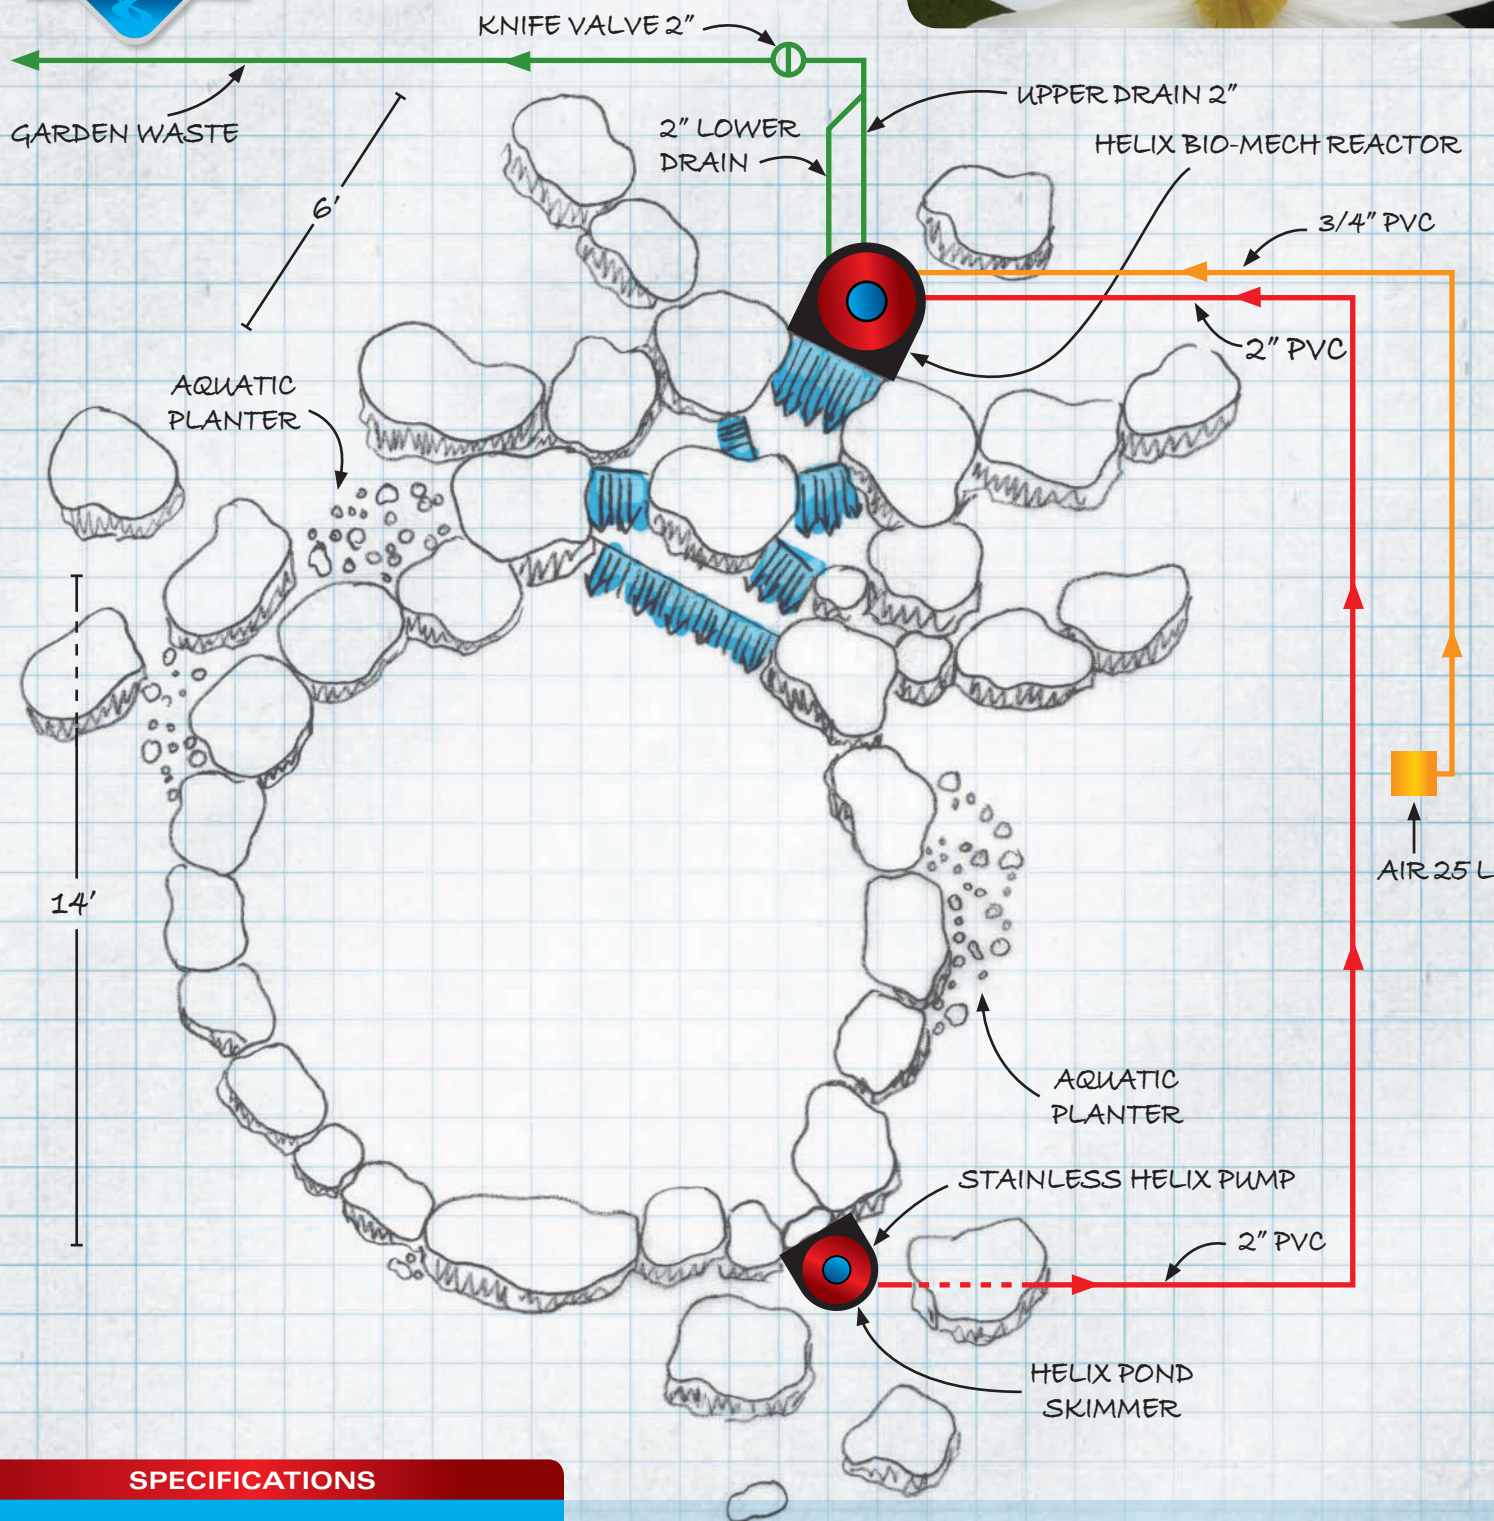 KNIFE VALVE 2"
GARDEN WASTE
UPPER DRAIN 2"
2" LOWER
DRAIN
HELIX BIO-MECH REACTOR
6'
3/4" PVC
2" PVC
AQUATIC
PLANTER
14'
AIR 25 L
AQUATIC
PLANTER
STAINLESS HELIX PUMP
2" PVC
HELIX POND
SKIMMER
SPECIFICATIONS